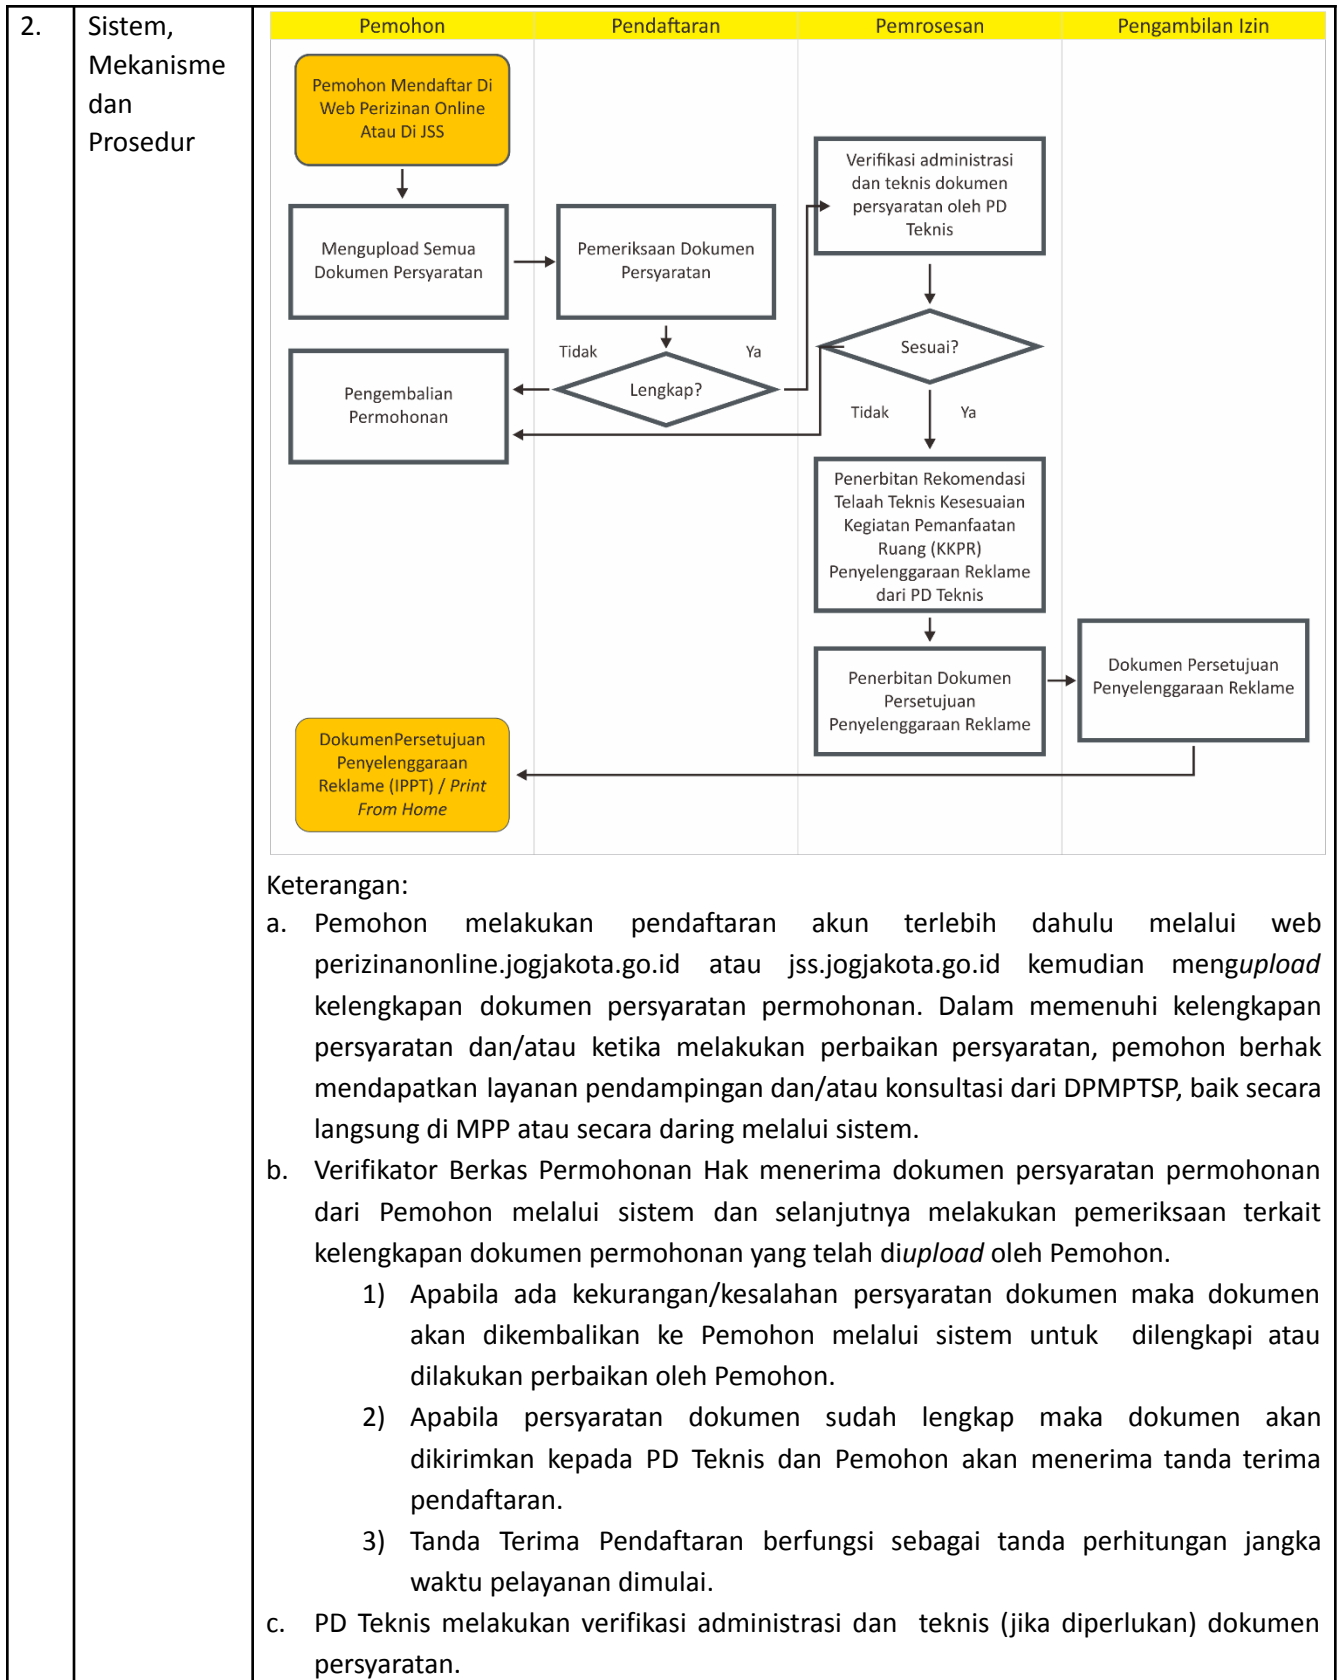 2.
Sistem,
Mekanisme
dan
Prosedur
Pemohon
Pendaftaran
Pemrosesan
Pengambilan Izin
Pemohon Mendaftar Di
Web Perizinan Online
Atau Di JSS
Mengupload Semua
Dokumen Persyaratan
Pemeriksaan Dokumen
Persyaratan
Verifikasi administrasi
dan teknis dokumen
persyaratan oleh PD
Teknis
Tidak
Ya
Lengkap?
Pengembalian
Permohonan
Sesuai?
Tidak
Ya
Penerbitan Rekomendasi
Telaah Teknis Kesesuaian
Kegiatan Pemanfaatan
Ruang (KKPR)
Penyelenggaraan Reklame
dari PD Teknis
Penerbitan Dokumen
Persetujuan
Penyelenggaraan Reklame
Dokumen Persetujuan
Penyelenggaraan Reklame
DokumenPersetujuan
Penyelenggaraan
Reklame (IPPT) / Print
From Home
Keterangan:
a. Pemohon melakukan pendaftaran akun terlebih dahulu melalui web
perizinanonline.jogjakota.go.id atau jss.jogjakota.go.id kemudian mengupload
kelengkapan dokumen persyaratan permohonan. Dalam memenuhi kelengkapan
persyaratan dan/atau ketika melakukan perbaikan persyaratan, pemohon berhak
mendapatkan layanan pendampingan dan/atau konsultasi dari DPMPTSP, baik secara
langsung di MPP atau secara daring melalui sistem.
b. Verifikator Berkas Permohonan Hak menerima dokumen persyaratan permohonan
dari Pemohon melalui sistem dan selanjutnya melakukan pemeriksaan terkait
kelengkapan dokumen permohonan yang telah diupload oleh Pemohon.
1) Apabila ada kekurangan/kesalahan persyaratan dokumen maka dokumen
akan dikembalikan ke Pemohon melalui sistem untuk dilengkapi atau
dilakukan perbaikan oleh Pemohon.
2) Apabila persyaratan dokumen sudah lengkap maka dokumen akan
dikirimkan kepada PD Teknis dan Pemohon akan menerima tanda terima
pendaftaran.
3) Tanda Terima Pendaftaran berfungsi sebagai tanda perhitungan jangka
waktu pelayanan dimulai.
c. PD Teknis melakukan verifikasi administrasi dan teknis (jika diperlukan) dokumen
persyaratan.